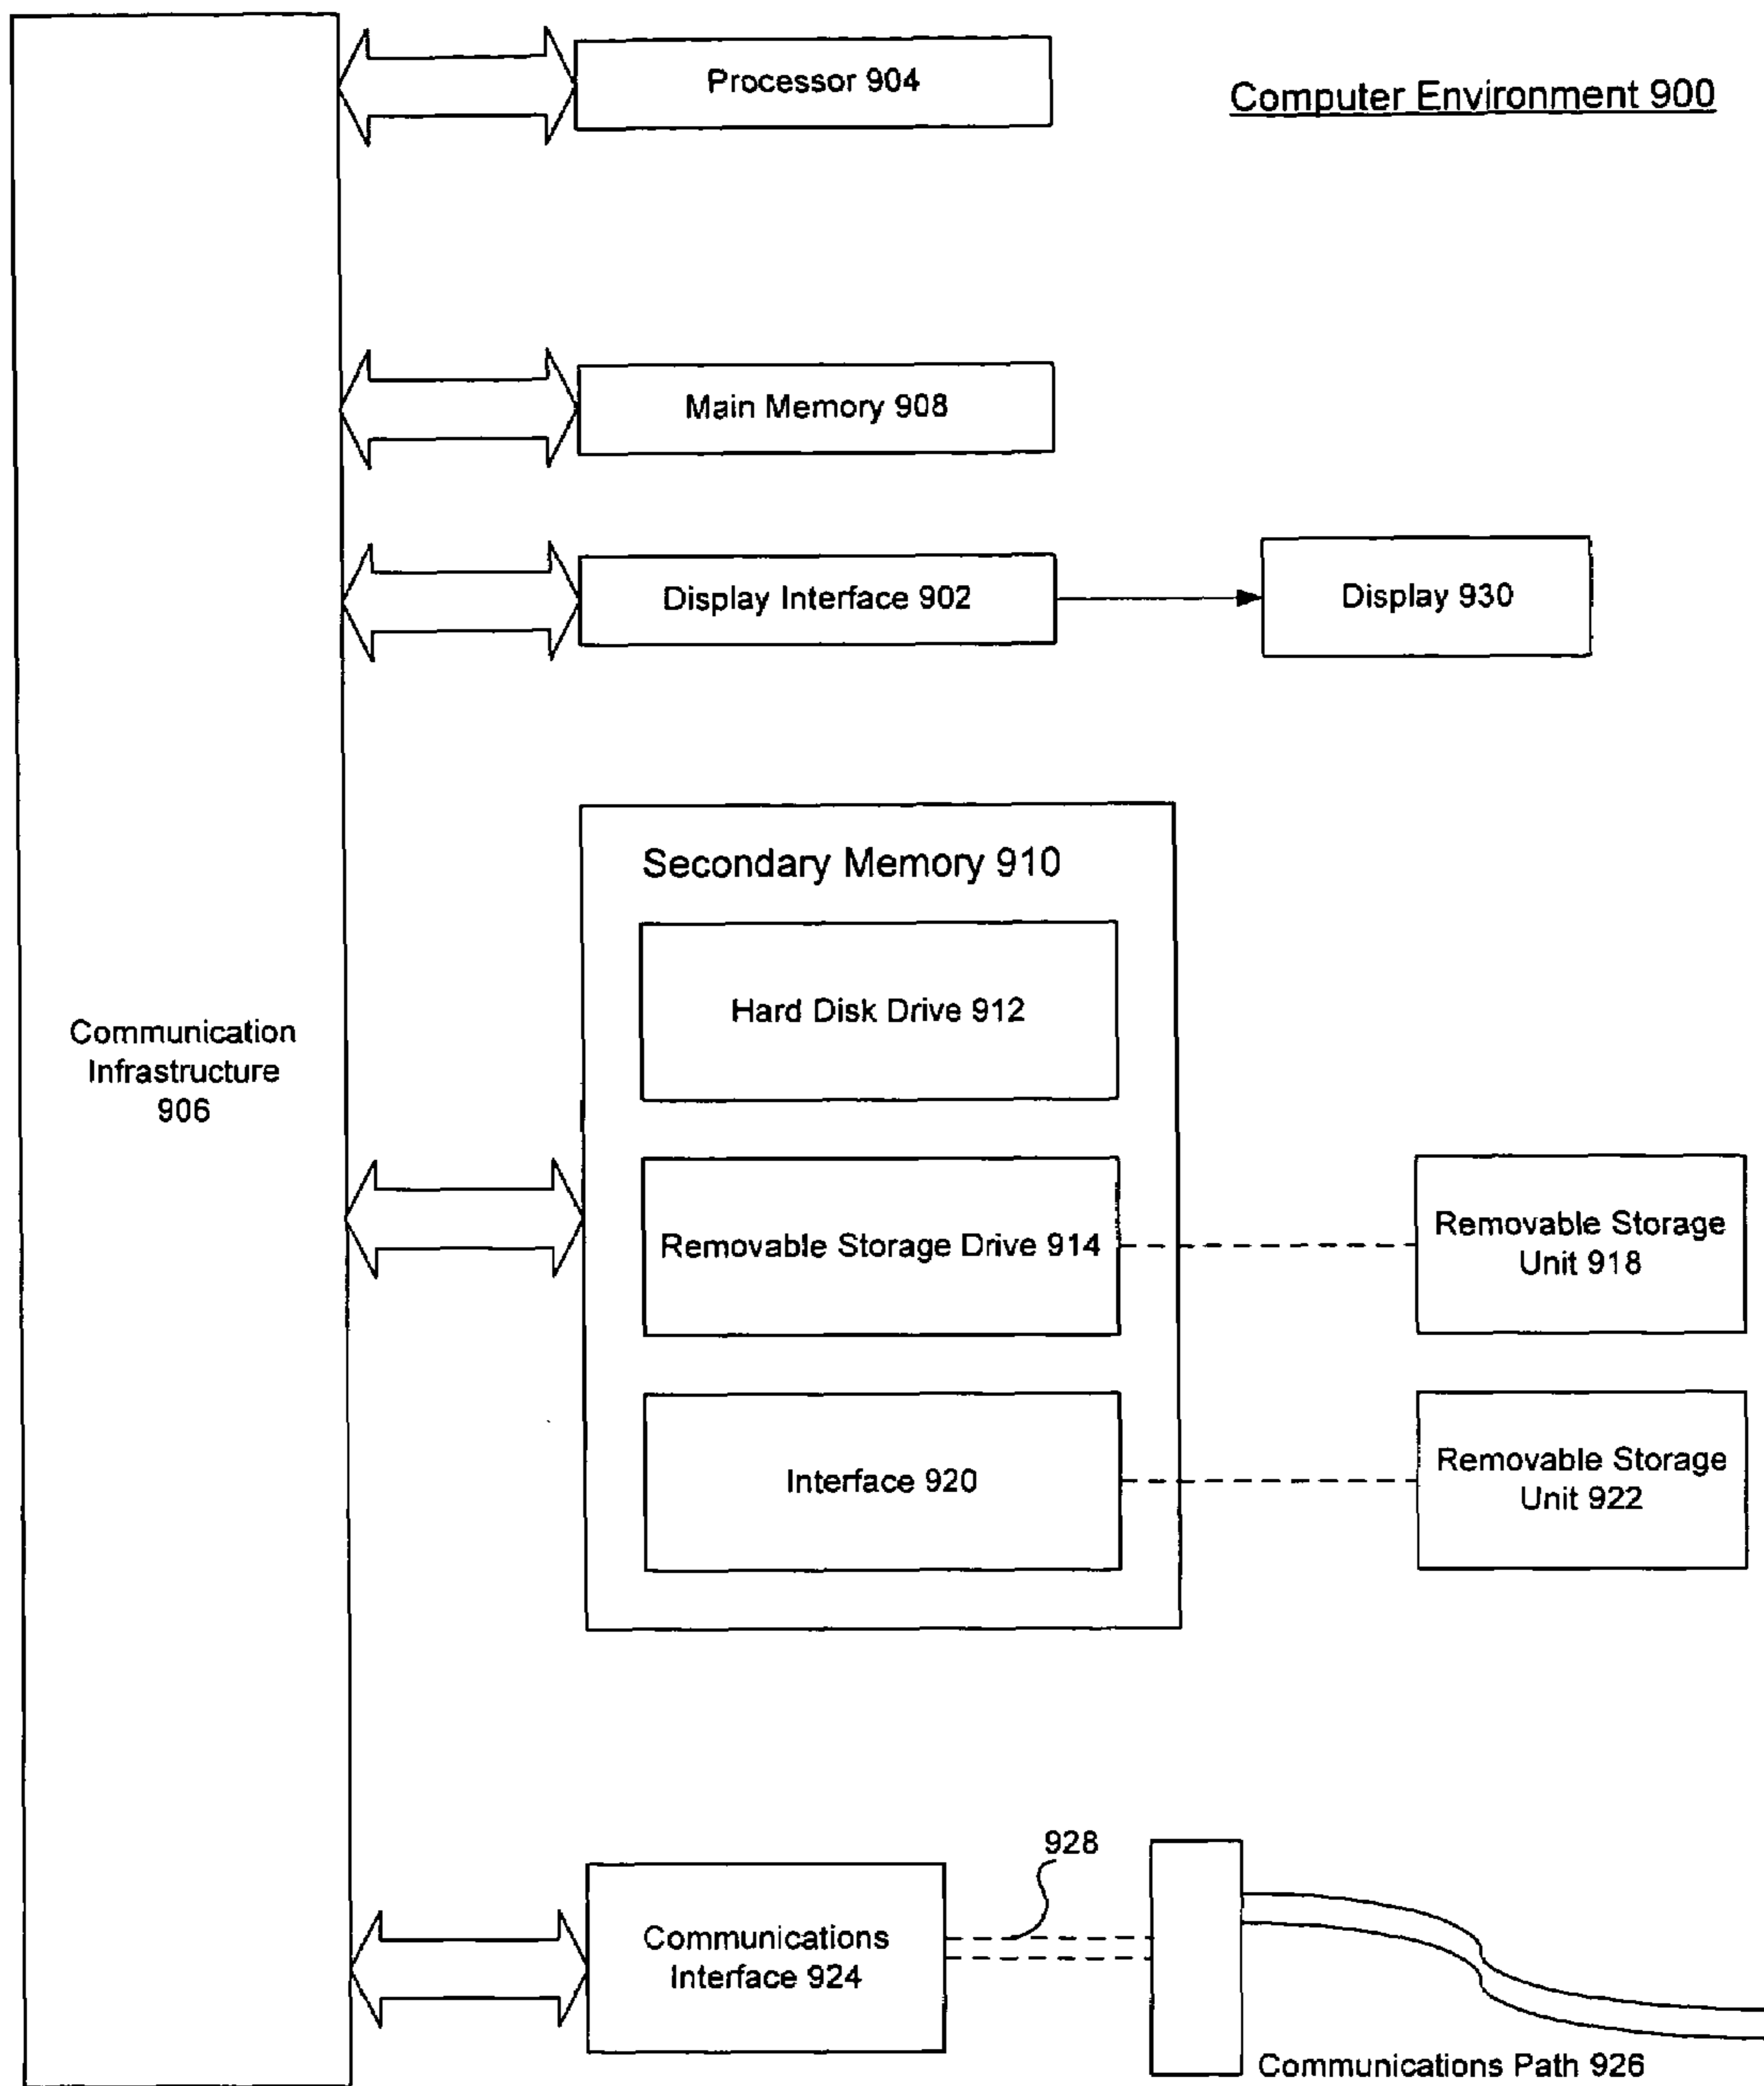 Processor 904
Computer Environment 900
Main Memory 908
Display Interface 902
Display 930
Secondary Memory 910
Hard Disk Drive 912
Communication
Infrastructure
906
Removable Storage Drive 914
Removable Storage
Unit 918
Interface 920
Removable Storage
Unit 922
928
Communications
Interface 924
Communications Path 926